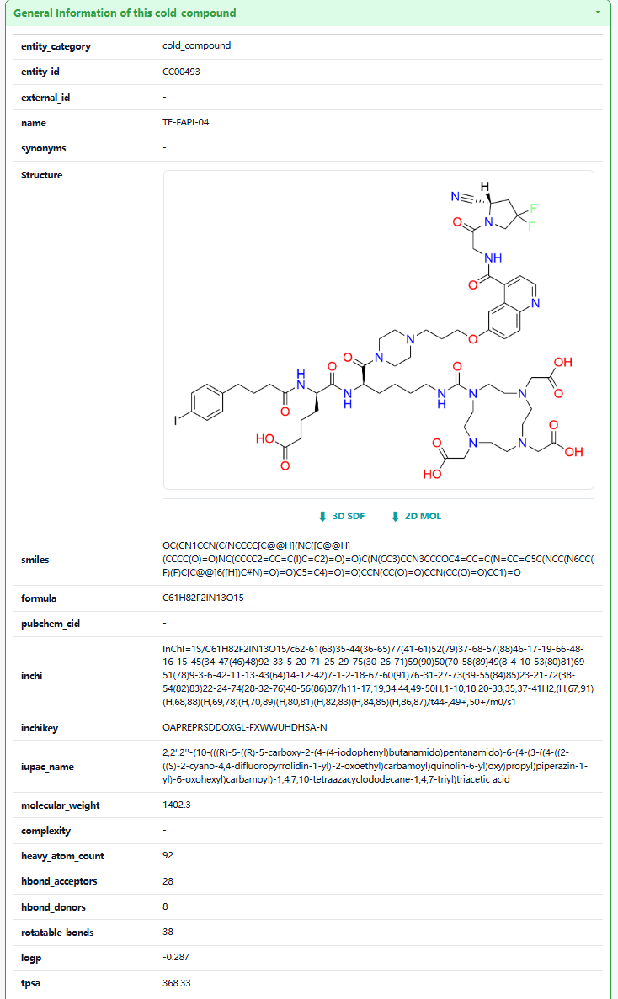 General Information of this cold_compound
entity_category cold_compound
entity_id CC00493
external_id -
name TE-FAPI-04
synonyms -
Structure
H
N
F
O
N
F
NH
O
N
N
O
O
N
O
O
OH
H
N
N
H
N
H
N
N
O
O
I
O
HO
O
N
N
O
OH
O
HO
3D SDF 2D MOL
smiles
OC(CN1CCN(C(NCCCC[C@@H](NC([C@@H]
(CCCC(O)=O)NC(CCCC2=CC=C(I)C=C2)=O)=O)C(N(CC3)CCN3CCCOC4=CC=C(N=CC=C5C(NCC(N6CC(
F)(F)C[C@@]6([H])C#N)=O)=O)C5=C4)=O)=O)CCN(CC(O)=O)CCN(CC(O)=O)CC1)=O
formula C61H82F2IN13O15
pubchem_cid -
inchi
InChI=1S/C61H82F2IN13O15/c62-61(63)35-44(36-65)77(41-61)52(79)37-68-57(88)46-17-19-66-48-
16-15-45(34-47(46)48)92-33-5-20-71-25-29-75(30-26-71)59(90)50(70-58(89)49(8-4-10-53(80)81)69-
51(78)9-3-6-42-11-13-43(64)14-12-42)7-1-2-18-67-60(91)76-31-27-73(39-55(84)85)23-21-72(38-
54(82)83)22-24-74(28-32-76)40-56(86)87/h11-17,19,34,44,49-50H,1-10,18,20-33,35,37-41H2,(H,67,91)
(H,68,88)(H,69,78)(H,70,89)(H,80,81)(H,82,83)(H,84,85)(H,86,87)/t44-,49+,50+/m0/s1
inchikey QAPREPRSDDQXGL-FXWWUHDHSA-N
iupac_name
2,2',2''-(10-(((R)-5-((R)-5-carboxy-2-(4-(4-iodophenyl)butanamido)pentanamido)-6-(4-(3-((4-((2-
((S)-2-cyano-4,4-difluoropyrrolidin-1-yl)-2-oxoethyl)carbamoyl)quinolin-6-yl)oxy)propyl)piperazin-1-
yl)-6-oxohexyl)carbamoyl)-1,4,7,10-tetraazacyclododecane-1,4,7-triyl)triacetic acid
molecular_weight 1402.3
complexity -
heavy_atom_count 92
hbond_acceptors 28
hbond_donors 8
rotatable_bonds 38
logp -0.287
tpsa 368.33